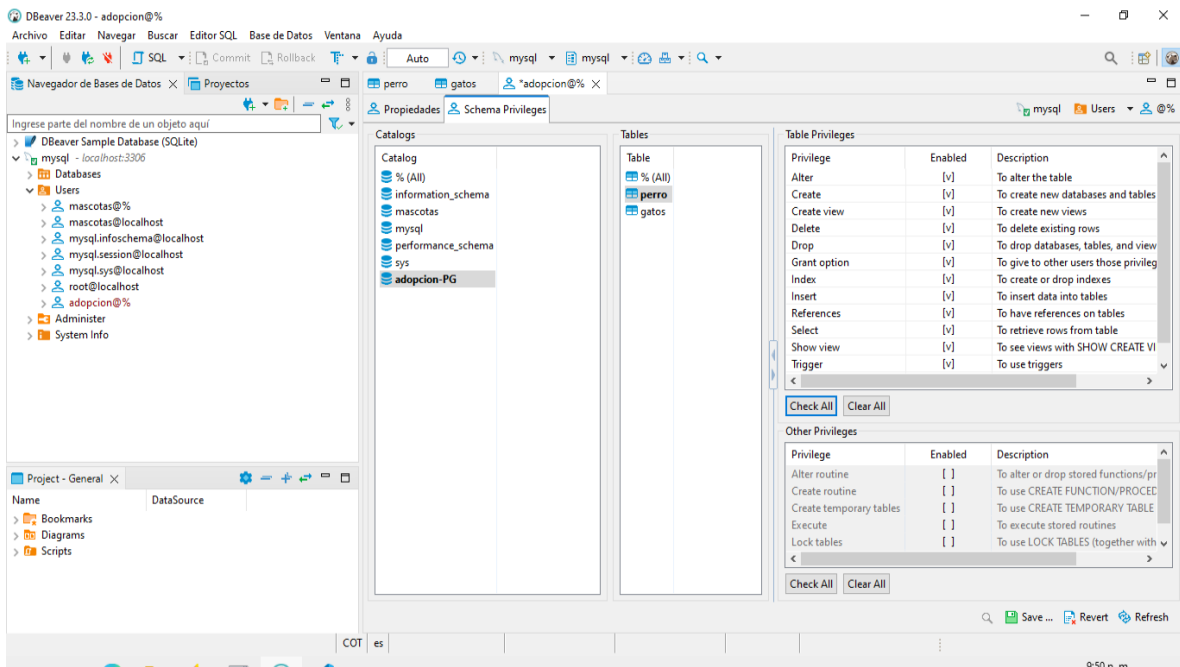 DBeaver 23.3.0 - adopcion@%
Archivo Editar Navegar Buscar Editor SQL Base de Datos Ventana Ayuda
SQL Commit Rollback Auto mysql mysql
Navegador de Bases de Datos Proyectos
Ingrese parte del nombre de un objeto aquí
DBeaver Sample Database (SQLite)
mysql - localhost:3306
Databases
Users
mascotas@%
mascotas@localhost
mysql.infoschema@localhost
mysql.session@localhost
mysql.sys@localhost
root@localhost
adopcion@%
Administer
System Info
Project - General
Name DataSource
Bookmarks
Diagrams
Scripts
perro gatos *adopcion@%
Propiedades Schema Privileges mysql Users @%
Catalogs
Catalog
% (All)
information_schema
mascotas
mysql
performance_schema
sys
adopcion-PG
Tables
Table
% (All)
perro
gatos
Table Privileges
Privilege Enabled Description
Alter [v] To alter the table
Create [v] To create new databases and tables
Create view [v] To create new views
Delete [v] To delete existing rows
Drop [v] To drop databases, tables, and view
Grant option [v] To give to other users those privileg
Index [v] To create or drop indexes
Insert [v] To insert data into tables
References [v] To have references on tables
Select [v] To retrieve rows from table
Show view [v] To see views with SHOW CREATE VI
Trigger [v] To use triggers
Check All Clear All
Other Privileges
Privilege Enabled Description
Alter routine [ ] To alter or drop stored functions/pr
Create routine [ ] To use CREATE FUNCTION/PROCED
Create temporary tables [ ] To use CREATE TEMPORARY TABLE
Execute [ ] To execute stored routines
Lock tables [ ] To use LOCK TABLES (together with
Check All Clear All
Save ... Revert Refresh
COT es
9:50 p. m.